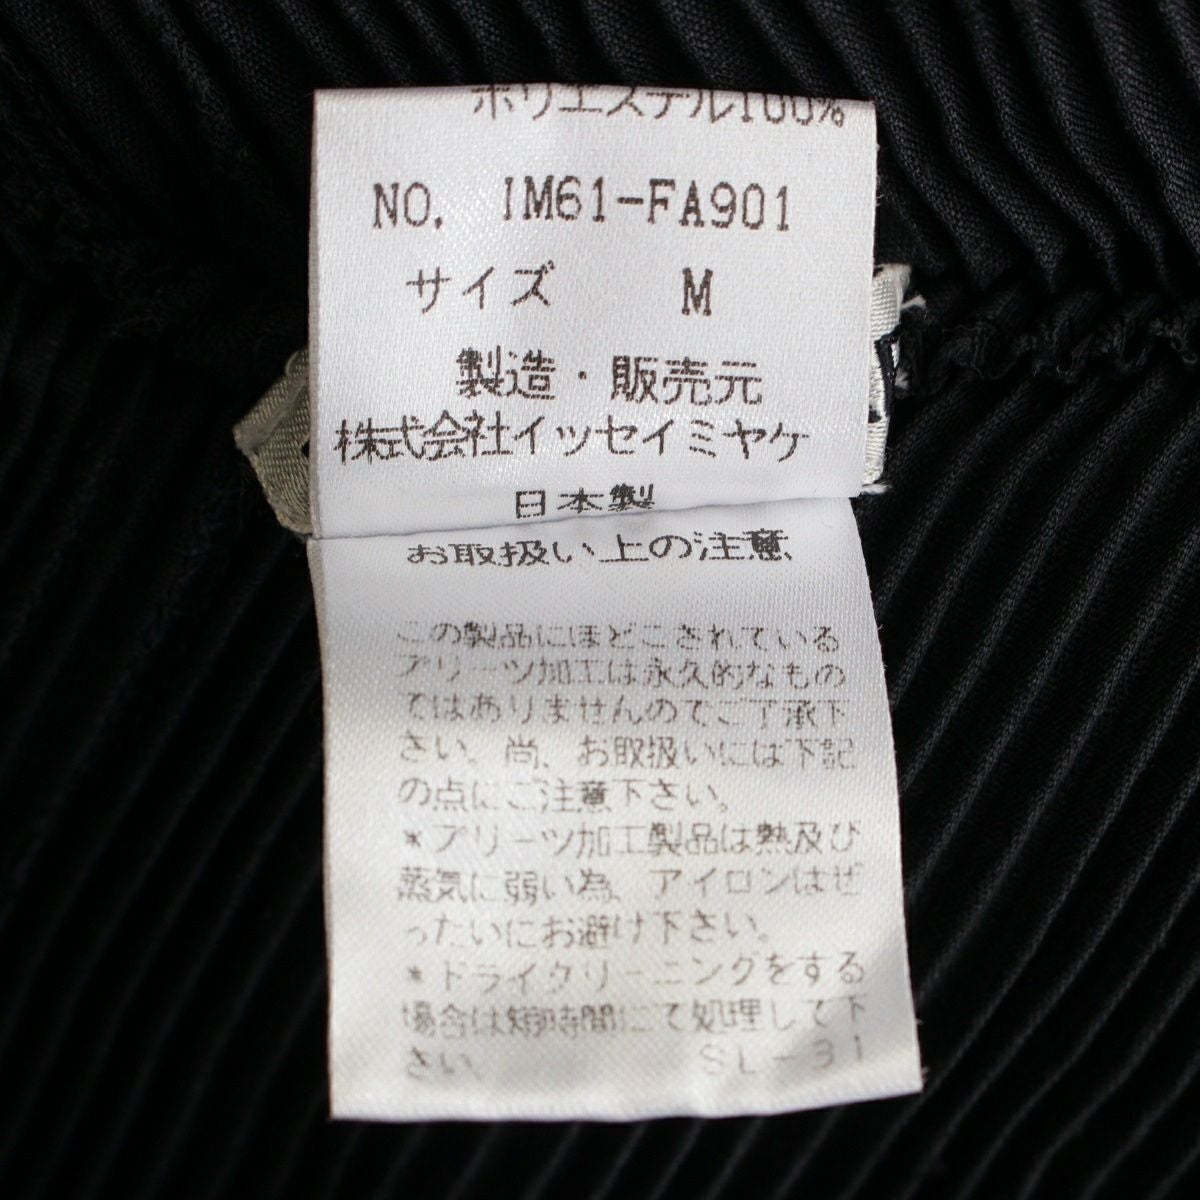 ポリエステル100%
NO. IM61-FA901
サイズ M
製造・販売元
株式会社イッセイミヤケ
日本製
お取扱い上の注意
この製品にほどこされている
プリーツ加工は永久的なもの
ではありませんのでご了承下
さい。尚、お取扱いには下記
の点にご注意下さい。
*プリーツ加工製品は熱及び
蒸気に弱い為、アイロンはぜ
ったいにお避け下さい。
*ドライクリーニングをする
場合は短時間にて処理して下
さい。 SL-31